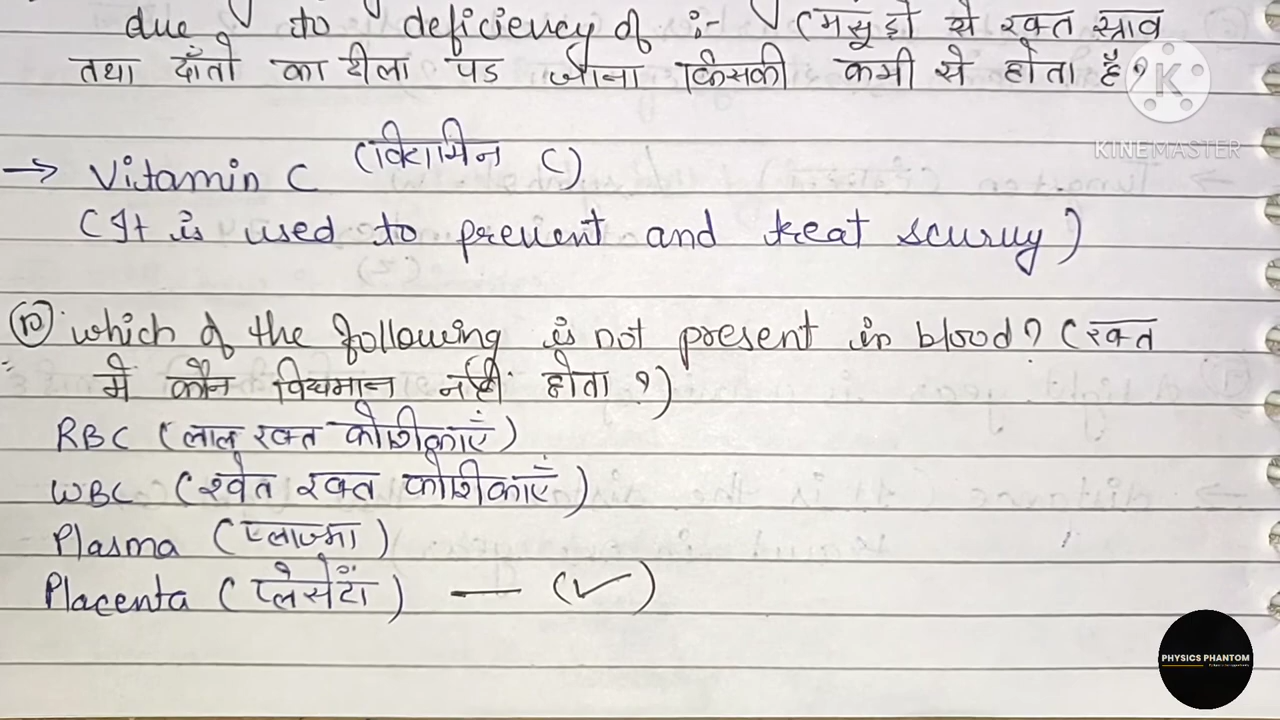 due to deficiency of :- (मसूड़ो से रक्त स्त्राव
तथा दाँतो का ढीला पड जाना किसकी कमी से होता है?
→ Vitamin C (विटामिन C)
(It is used to prevent and treat scurvy)
10 which of the following is not present in blood? (रक्त
में कौन विधमान नहीं होता?)
RBC (लाल रक्त कोशीकाएँ)
WBC (श्वेत रक्त कोशीकाएँ)
Plasma (प्लाज्मा)
Placenta (प्लेसेंटा) — (✓)
K
KINEMASTER
PHYSICS PHANTOM